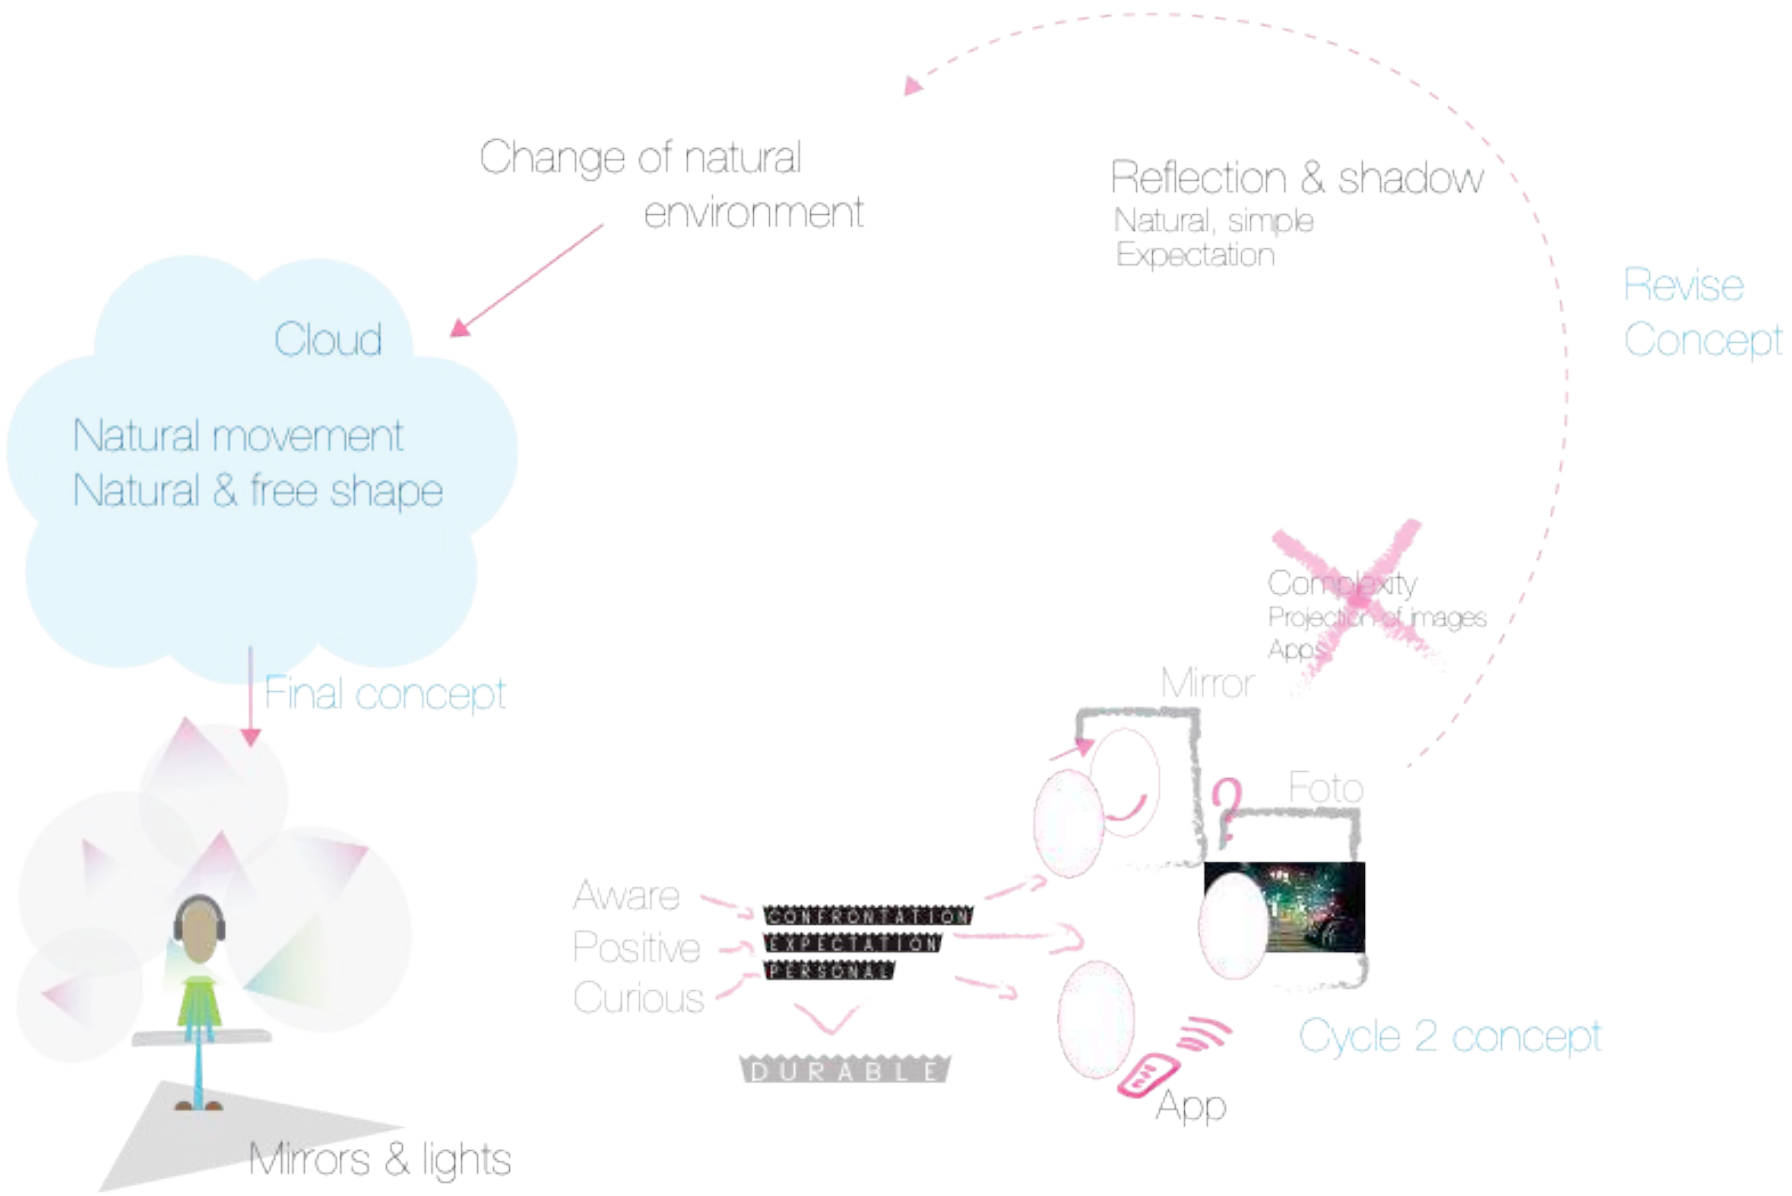 Change of natural
environment
Reflection & shadow
Natural, simple
Expectation
Revise
Concept
Cloud
Natural movement
Natural & free shape
Final concept
Mirrors & lights
Complexity
Projection of images
Apps
Mirror
Foto
?
Aware
Positive
Curious
CONFRONTATION
EXPECTATION
PERSONAL
DURABLE
Cycle 2 concept
App